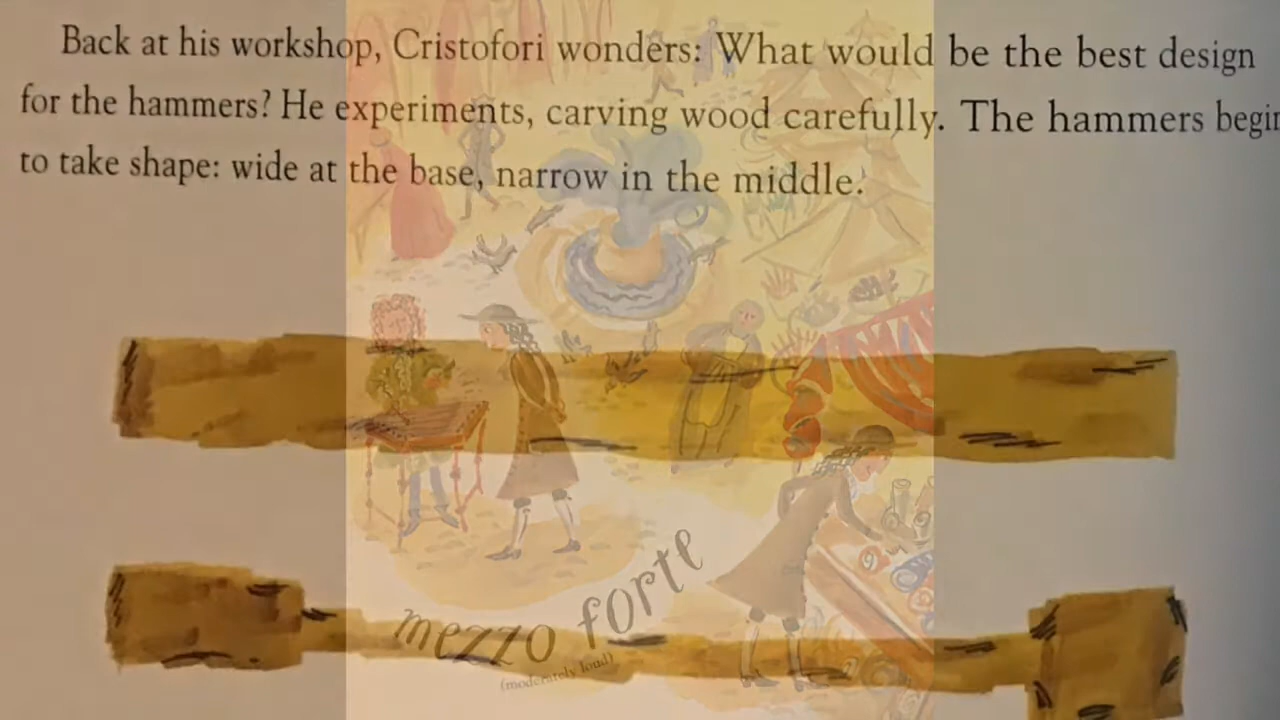 Back at his workshop, Cristofori wonders: What would be the best design
for the hammers? He experiments, carving wood carefully. The hammers begin
to take shape: wide at the base, narrow in the middle.
mezzo forte
(moderately loud)